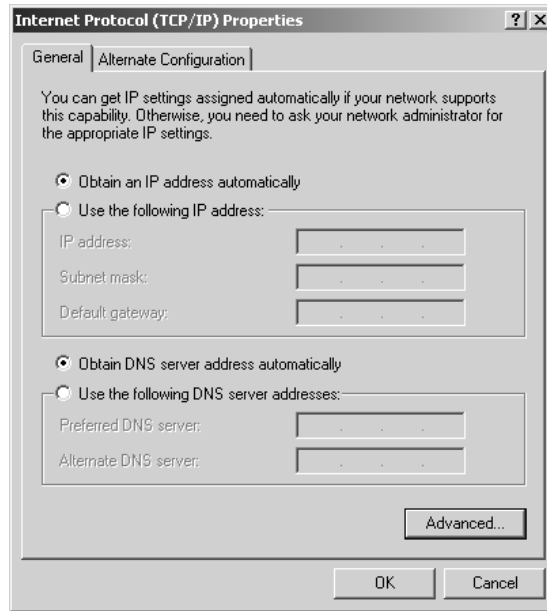 Internet Protocol (TCP/IP) Properties
General
Alternate Configuration
You can get IP settings assigned automatically if your network supports
this capability. Otherwise, you need to ask your network administrator for
the appropriate IP settings.
Obtain an IP address automatically
Use the following IP address:
IP address:
Subnet mask:
Default gateway:
Obtain DNS server address automatically
Use the following DNS server addresses:
Preferred DNS server:
Alternate DNS server:
Advanced...
OK
Cancel